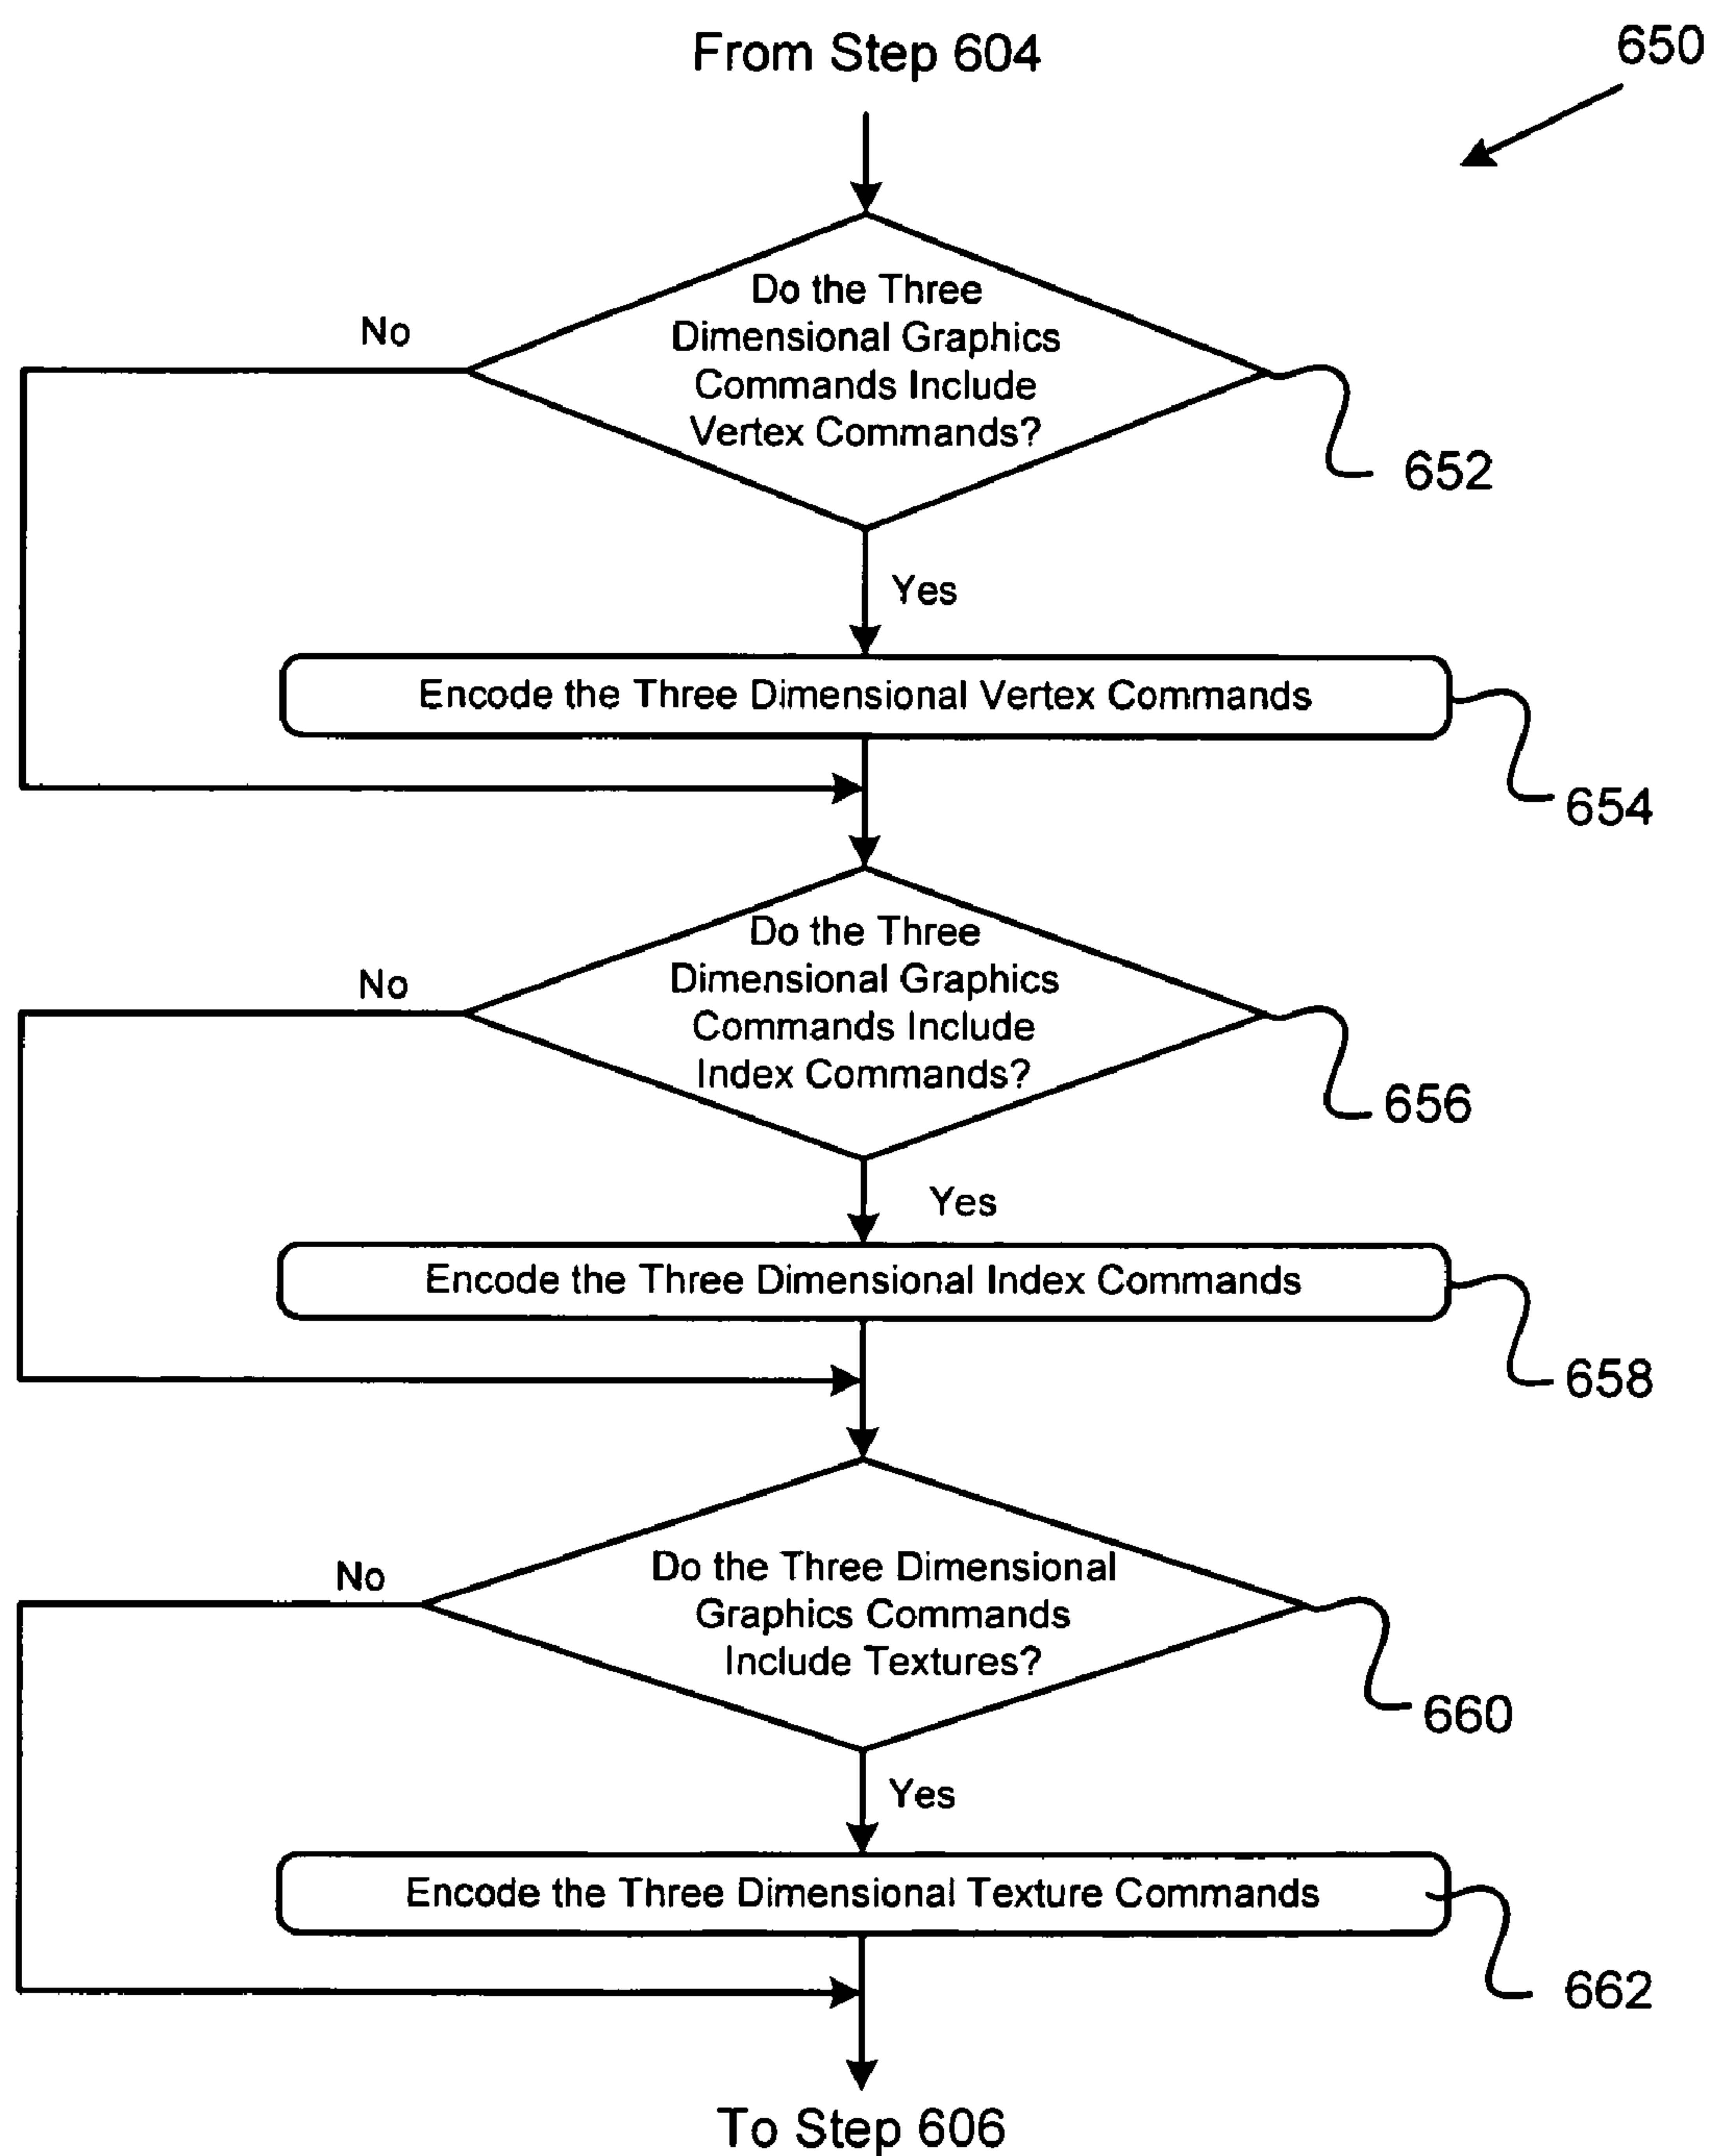 From Step 604
650
Do the Three
Dimensional Graphics
Commands Include
Vertex Commands?
No
652
Yes
Encode the Three Dimensional Vertex Commands
654
Do the Three
Dimensional Graphics
Commands Include
Index Commands?
No
656
Yes
Encode the Three Dimensional Index Commands
658
Do the Three Dimensional
Graphics Commands
Include Textures?
No
660
Yes
Encode the Three Dimensional Texture Commands
662
To Step 606